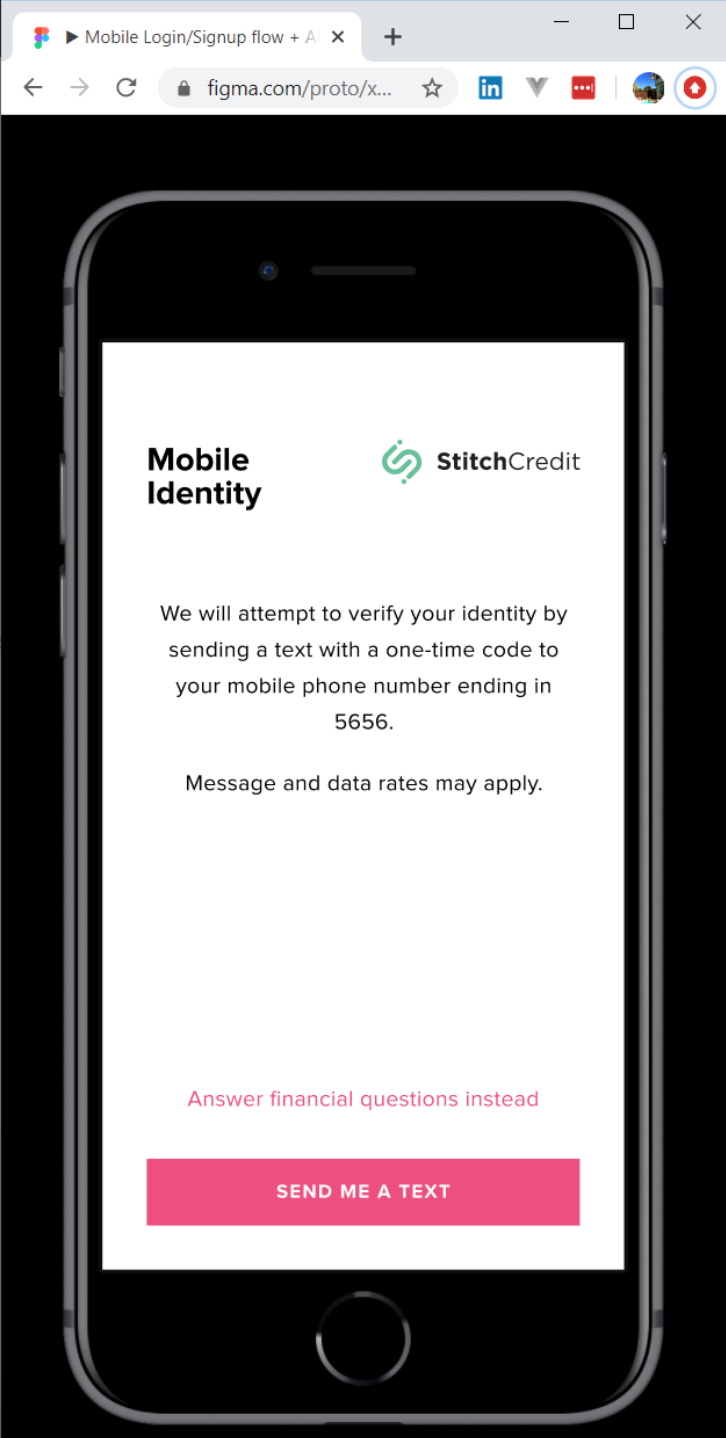 Mobile Login/Signup flow + A
figma.com/proto/x...
Mobile
Identity
StitchCredit
We will attempt to verify your identity by
sending a text with a one-time code to
your mobile phone number ending in
5656.
Message and data rates may apply.
Answer financial questions instead
SEND ME A TEXT